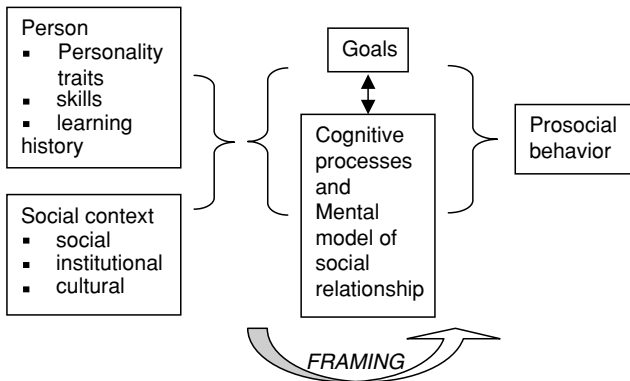 Person
▪ Personality
traits
▪ skills
▪ learning
history
Social context
▪ social
▪ institutional
▪ cultural
Goals
Cognitive
processes
and
Mental
model of
social
relationship
Prosocial
behavior
FRAMING